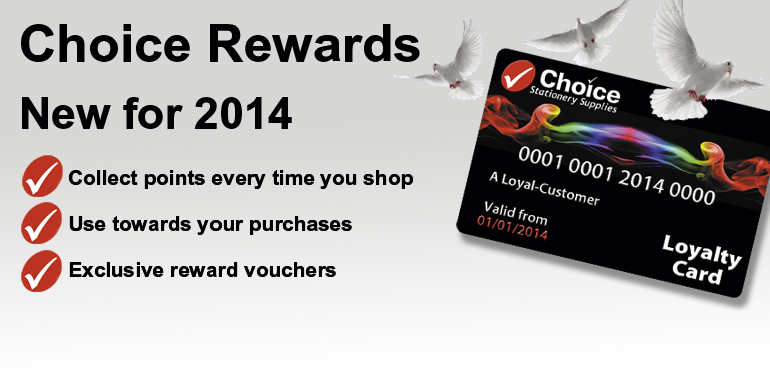 Choice Rewards
New for 2014
Collect points every time you shop
Use towards your purchases
Exclusive reward vouchers
Choice
Stationery Supplies
0001 0001 2014 0000
A Loyal-Customer
Valid from
01/01/2014
Loyalty
Card